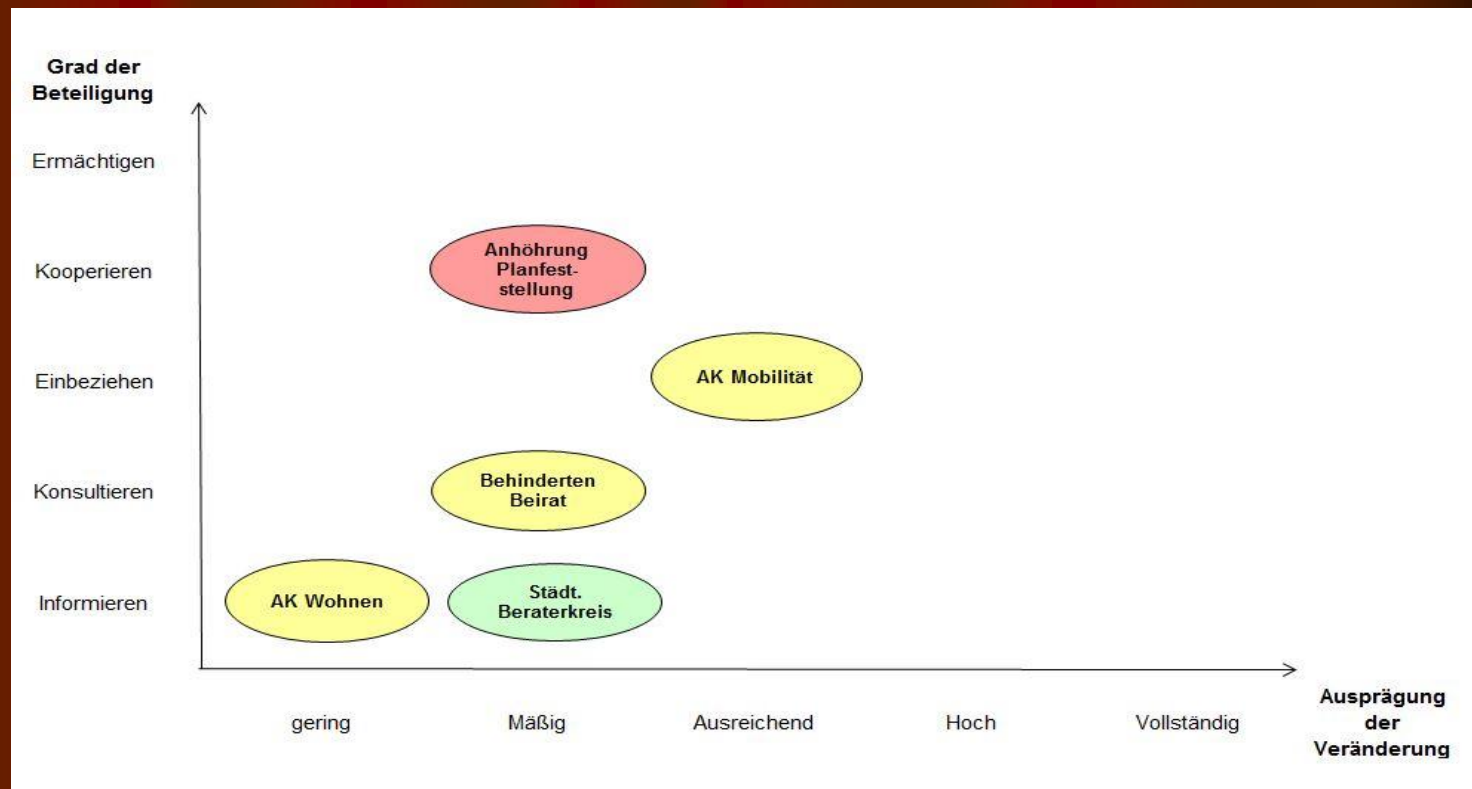 Grad der
Beteiligung
Ermächtigen
Kooperieren
Anhöhrung
Planfest-
stellung
Einbeziehen
AK Mobilität
Konsultieren
Behinderten
Beirat
Informieren
AK Wohnen
Städt.
Beraterkreis
gering
Mäßig
Ausreichend
Hoch
Vollständig
Ausprägung
der
Veränderung